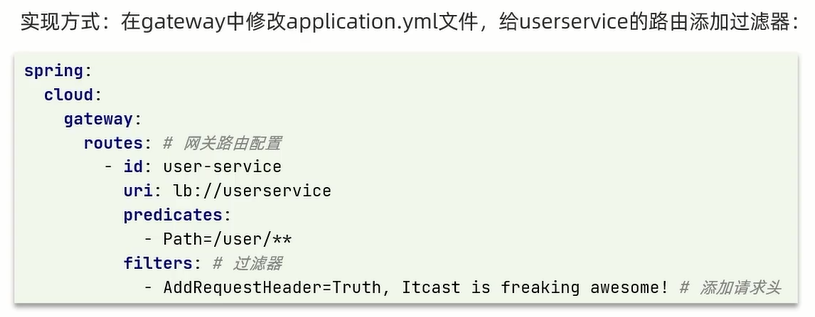 实现方式：在gateway中修改application.yml文件，给userservice的路由添加过滤器：
spring:
  cloud:
    gateway:
      routes: # 网关路由配置
        - id: user-service
          uri: lb://userservice
          predicates:
            - Path=/user/**
          filters: # 过滤器
            - AddRequestHeader=Truth, Itcast is freaking awesome! # 添加请求头